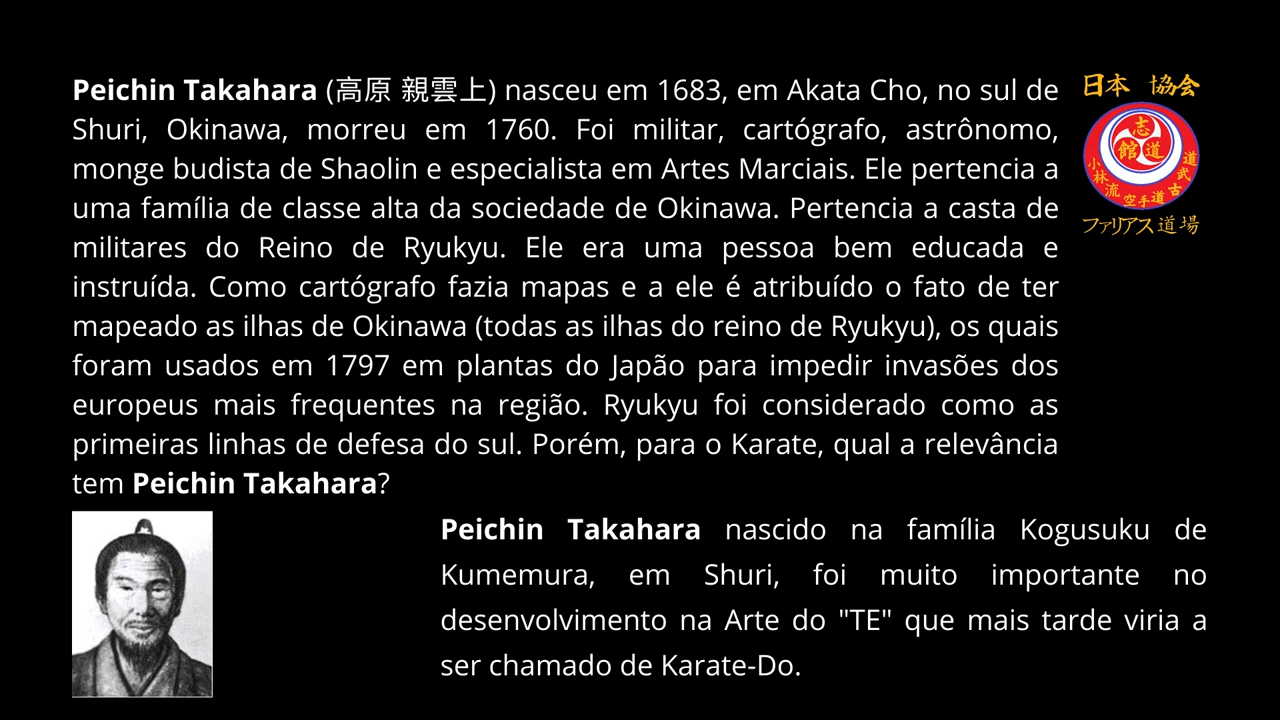 Peichin Takahara (高原 親雲上) nasceu em 1683, em Akata Cho, no sul de
Shuri, Okinawa, morreu em 1760. Foi militar, cartógrafo, astrônomo,
monge budista de Shaolin e especialista em Artes Marciais. Ele pertencia a
uma família de classe alta da sociedade de Okinawa. Pertencia a casta de
militares do Reino de Ryukyu. Ele era uma pessoa bem educada e
instruída. Como cartógrafo fazia mapas e a ele é atribuído o fato de ter
mapeado as ilhas de Okinawa (todas as ilhas do reino de Ryukyu), os quais
foram usados em 1797 em plantas do Japão para impedir invasões dos
europeus mais frequentes na região. Ryukyu foi considerado como as
primeiras linhas de defesa do sul. Porém, para o Karate, qual a relevância
tem Peichin Takahara?
日本 協会
志
館 道
小林流 空手道 古武道
ファリアス道場
Peichin Takahara nascido na família Kogusuku de
Kumemura, em Shuri, foi muito importante no
desenvolvimento na Arte do "TE" que mais tarde viria a
ser chamado de Karate-Do.